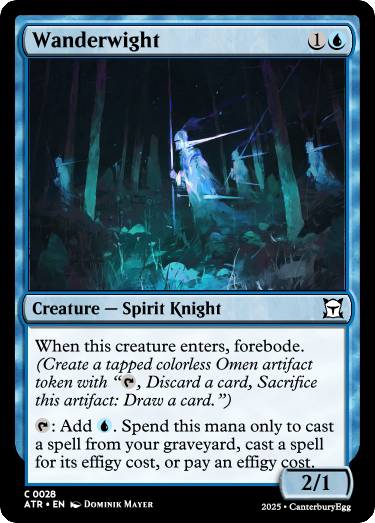 Wanderwight 1
Creature — Spirit Knight
When this creature enters, forebode.
(Create a tapped colorless Omen artifact
token with “, Discard a card, Sacrifice
this artifact: Draw a card.”)
: Add . Spend this mana only to cast
a spell from your graveyard, cast a spell
for its effigy cost, or pay an effigy cost.
2/1
C 0028
ATR • EN Dominik Mayer
2025 • CanterburyEgg